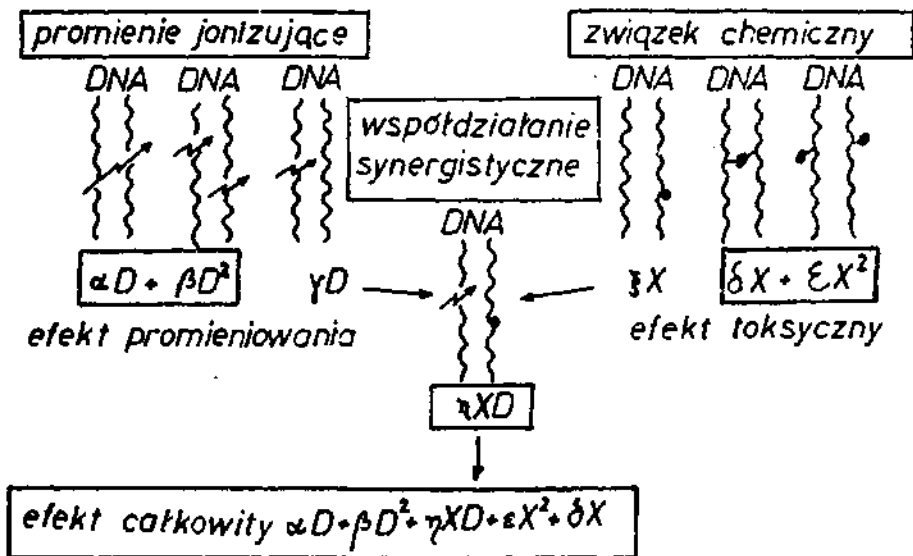 promienie jonizujące
DNA DNA DNA
αD + βD²
γD
efekt promieniowania
współdziałanie
synergistyczne
DNA
ηXD
związek chemiczny
DNA DNA DNA
ξX
δX + εX²
efekt toksyczny
efekt całkowity αD+βD²+ηXD+εX²+δX